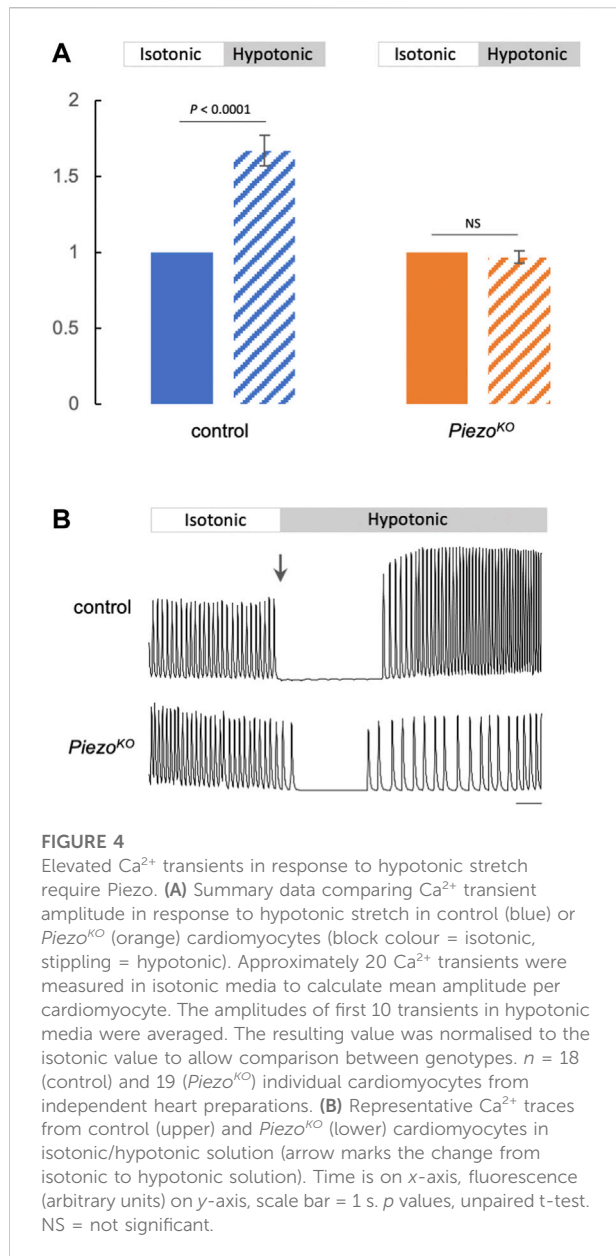 A
Isotonic Hypotonic Isotonic Hypotonic
2
P < 0.0001
1.5
NS
1
0.5
0
control Piezoᴷᴼ
B
Isotonic Hypotonic
control
Piezoᴷᴼ
FIGURE 4
Elevated Ca²⁺ transients in response to hypotonic stretch
require Piezo. (A) Summary data comparing Ca²⁺ transient
amplitude in response to hypotonic stretch in control (blue) or
Piezoᴷᴼ (orange) cardiomyocytes (block colour = isotonic,
stippling = hypotonic). Approximately 20 Ca²⁺ transients were
measured in isotonic media to calculate mean amplitude per
cardiomyocyte. The amplitudes of first 10 transients in hypotonic
media were averaged. The resulting value was normalised to the
isotonic value to allow comparison between genotypes. n = 18
(control) and 19 (Piezoᴷᴼ) individual cardiomyocytes from
independent heart preparations. (B) Representative Ca²⁺ traces
from control (upper) and Piezoᴷᴼ (lower) cardiomyocytes in
isotonic/hypotonic solution (arrow marks the change from
isotonic to hypotonic solution). Time is on x-axis, fluorescence
(arbitrary units) on y-axis, scale bar = 1 s. p values, unpaired t-test.
NS = not significant.